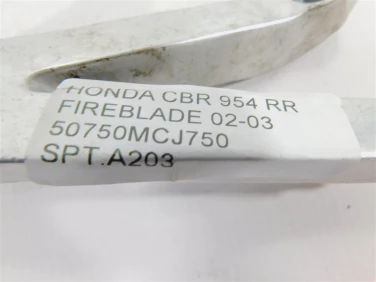 HONDA CBR 954 RR
FIREBLADE 02-03
50750MCJ750
SPT.A203